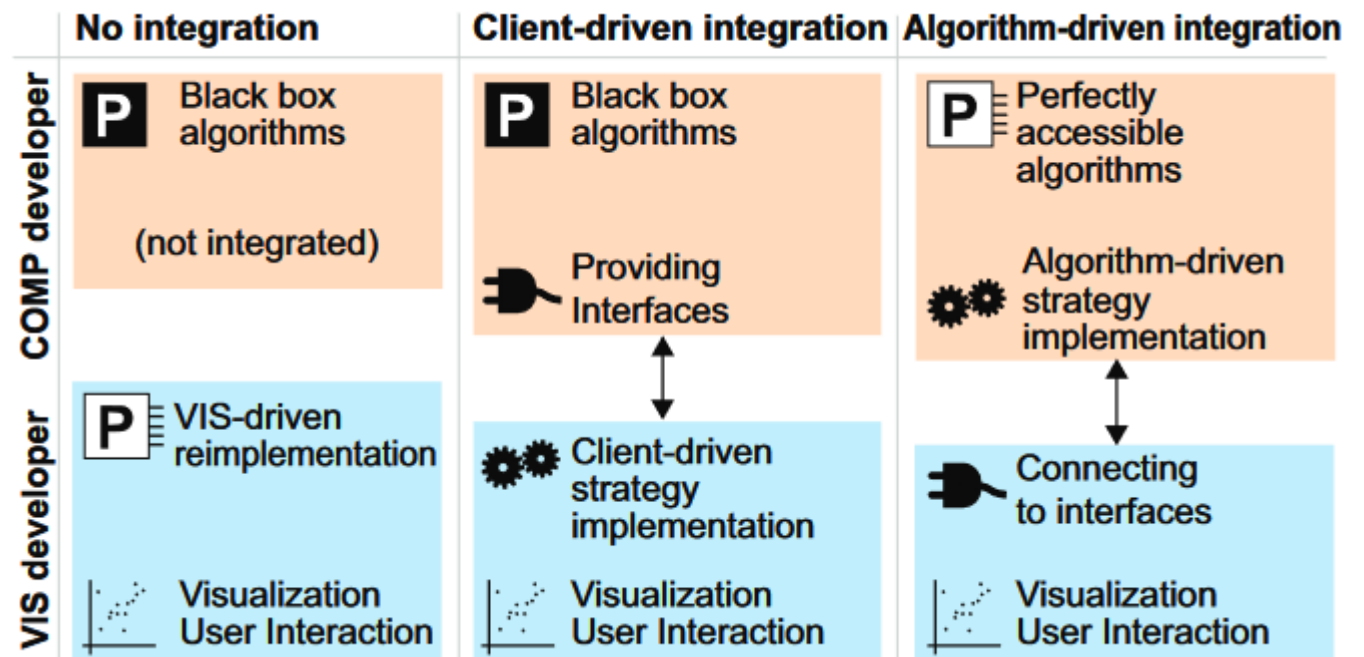 No integration
Client-driven integration
Algorithm-driven integration
COMP developer
P
Black box
algorithms
(not integrated)
P
Black box
algorithms
Providing
Interfaces
P
Perfectly
accessible
algorithms
Algorithm-driven
strategy
implementation
VIS developer
P
VIS-driven
reimplementation
Visualization
User Interaction
Client-driven
strategy
implementation
Visualization
User Interaction
Connecting
to interfaces
Visualization
User Interaction